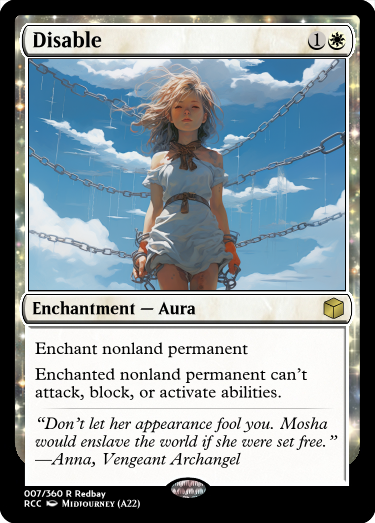 Disable 1
Enchantment — Aura
Enchant nonland permanent
Enchanted nonland permanent can't
attack, block, or activate abilities.
“Don't let her appearance fool you. Mosha
would enslave the world if she were set free.”
—Anna, Vengeant Archangel
007/360 R Redbay
RCC Midjourney (A22)